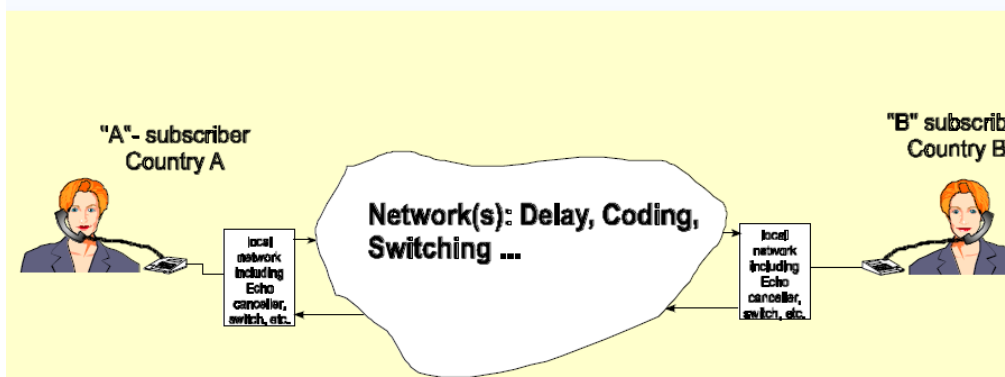 "A"- subscriber
Country A
"B" subscrib
Country B
Network(s): Delay, Coding,
Switching ...
local
network
including
Echo
canceller,
switch, etc.
local
network
including
Echo
canceller,
switch, etc.